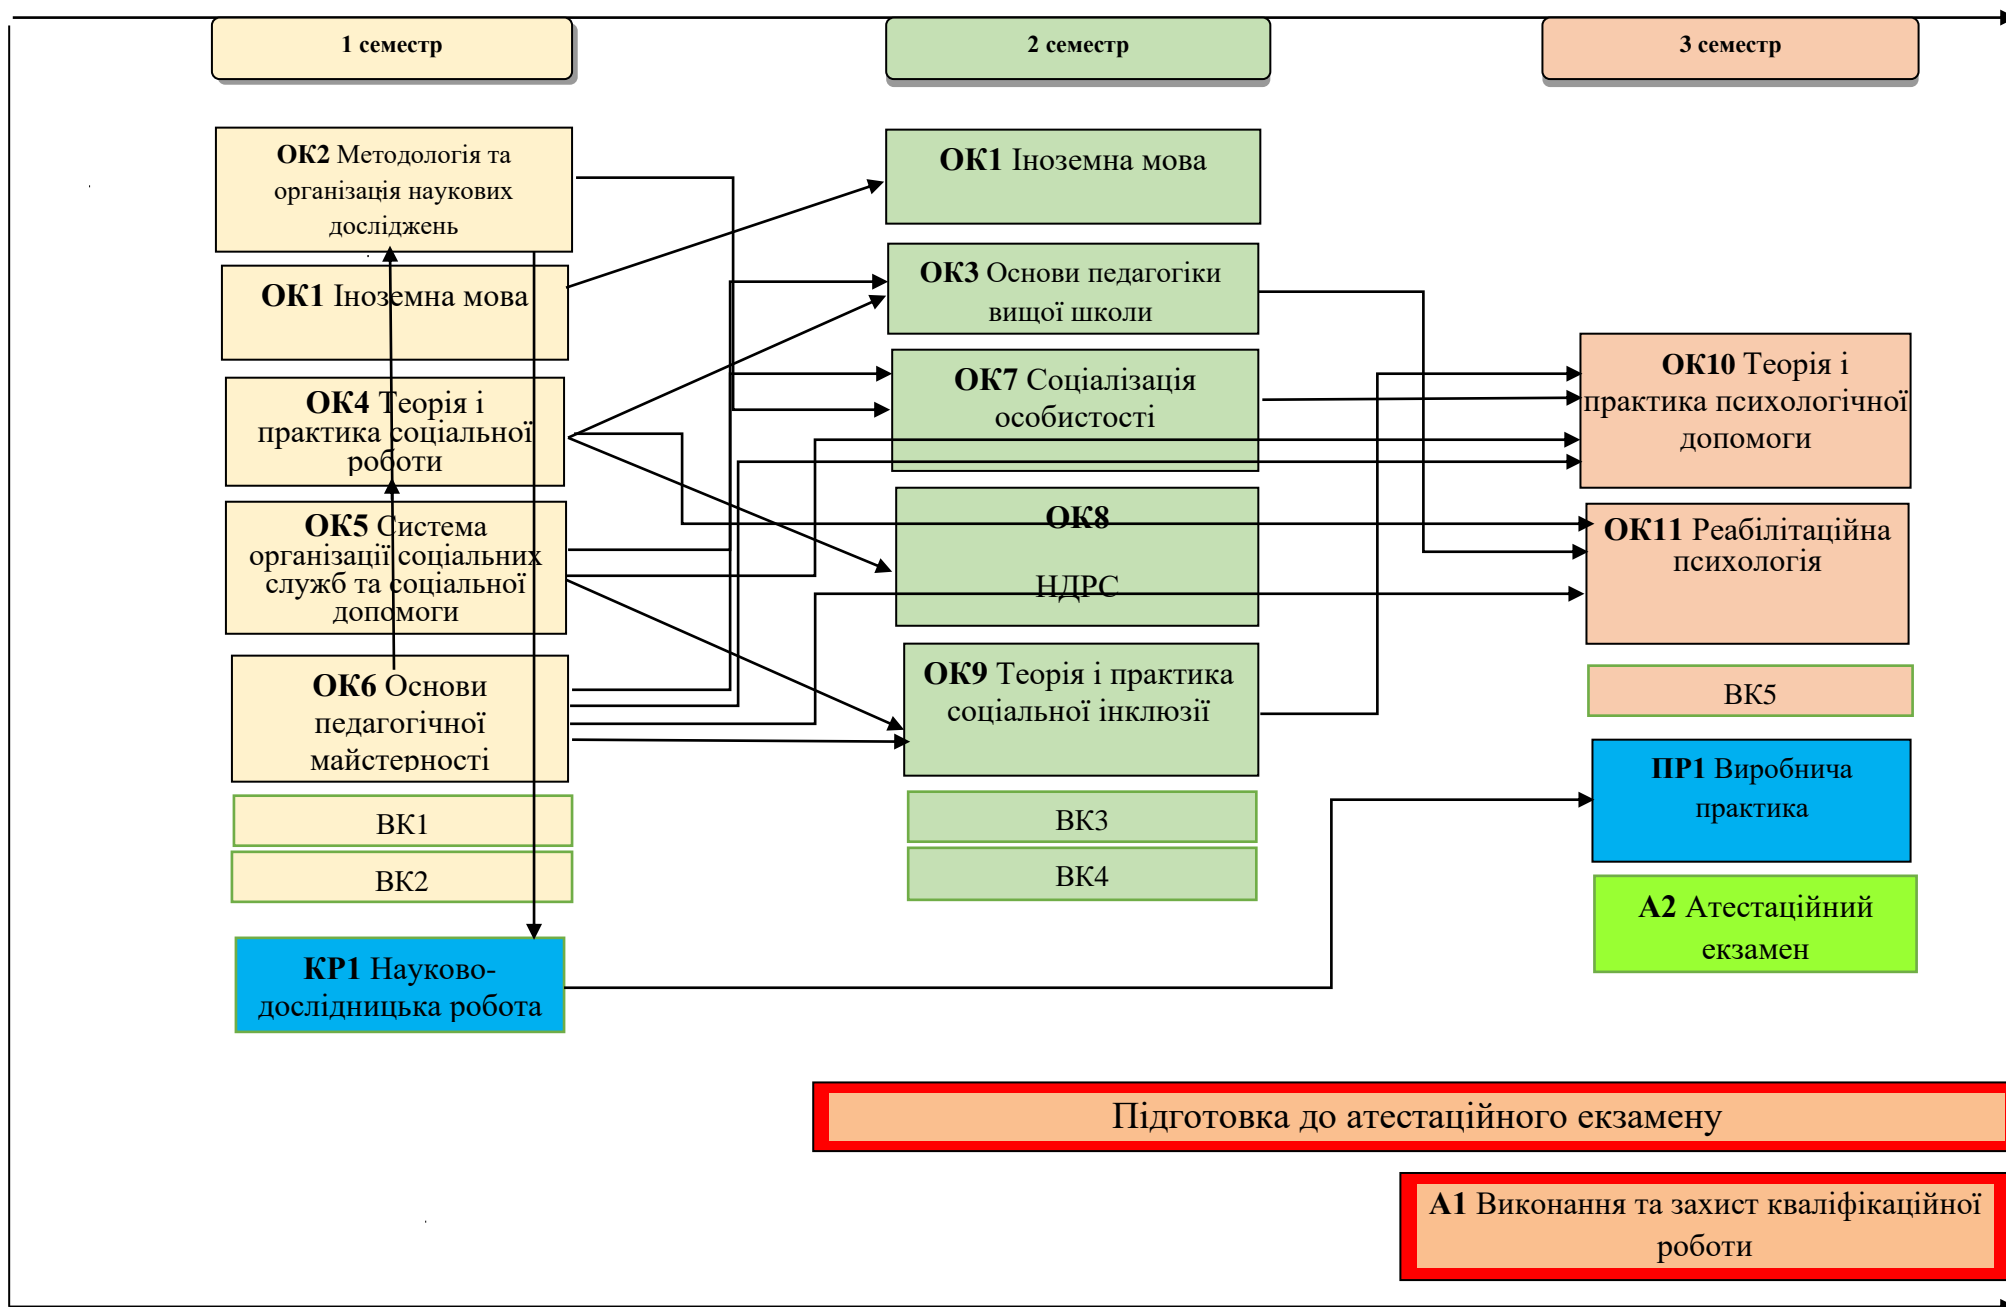 1 семестр
2 семестр
3 семестр
ОК2 Методологія та
організація наукових
досліджень
ОК1 Іноземна мова
ОК4 Теорія і
практика соціальної
роботи
ОК5 Система
організації соціальних
служб та соціальної
допомоги
ОК6 Основи
педагогічної
майстерності
ВК1
ВК2
КР1 Науково-
дослідницька робота
ОК1 Іноземна мова
ОК3 Основи педагогіки
вищої школи
ОК7 Соціалізація
особистості
ОК8
НДРС
ОК9 Теорія і практика
соціальної інклюзії
ВК3
ВК4
ОК10 Теорія і
практика психологічної
допомоги
ОК11 Реабілітаційна
психологія
ВК5
ПР1 Виробнича
практика
А2 Атестаційний
екзамен
Підготовка до атестаційного екзамену
А1 Виконання та захист кваліфікаційної
роботи